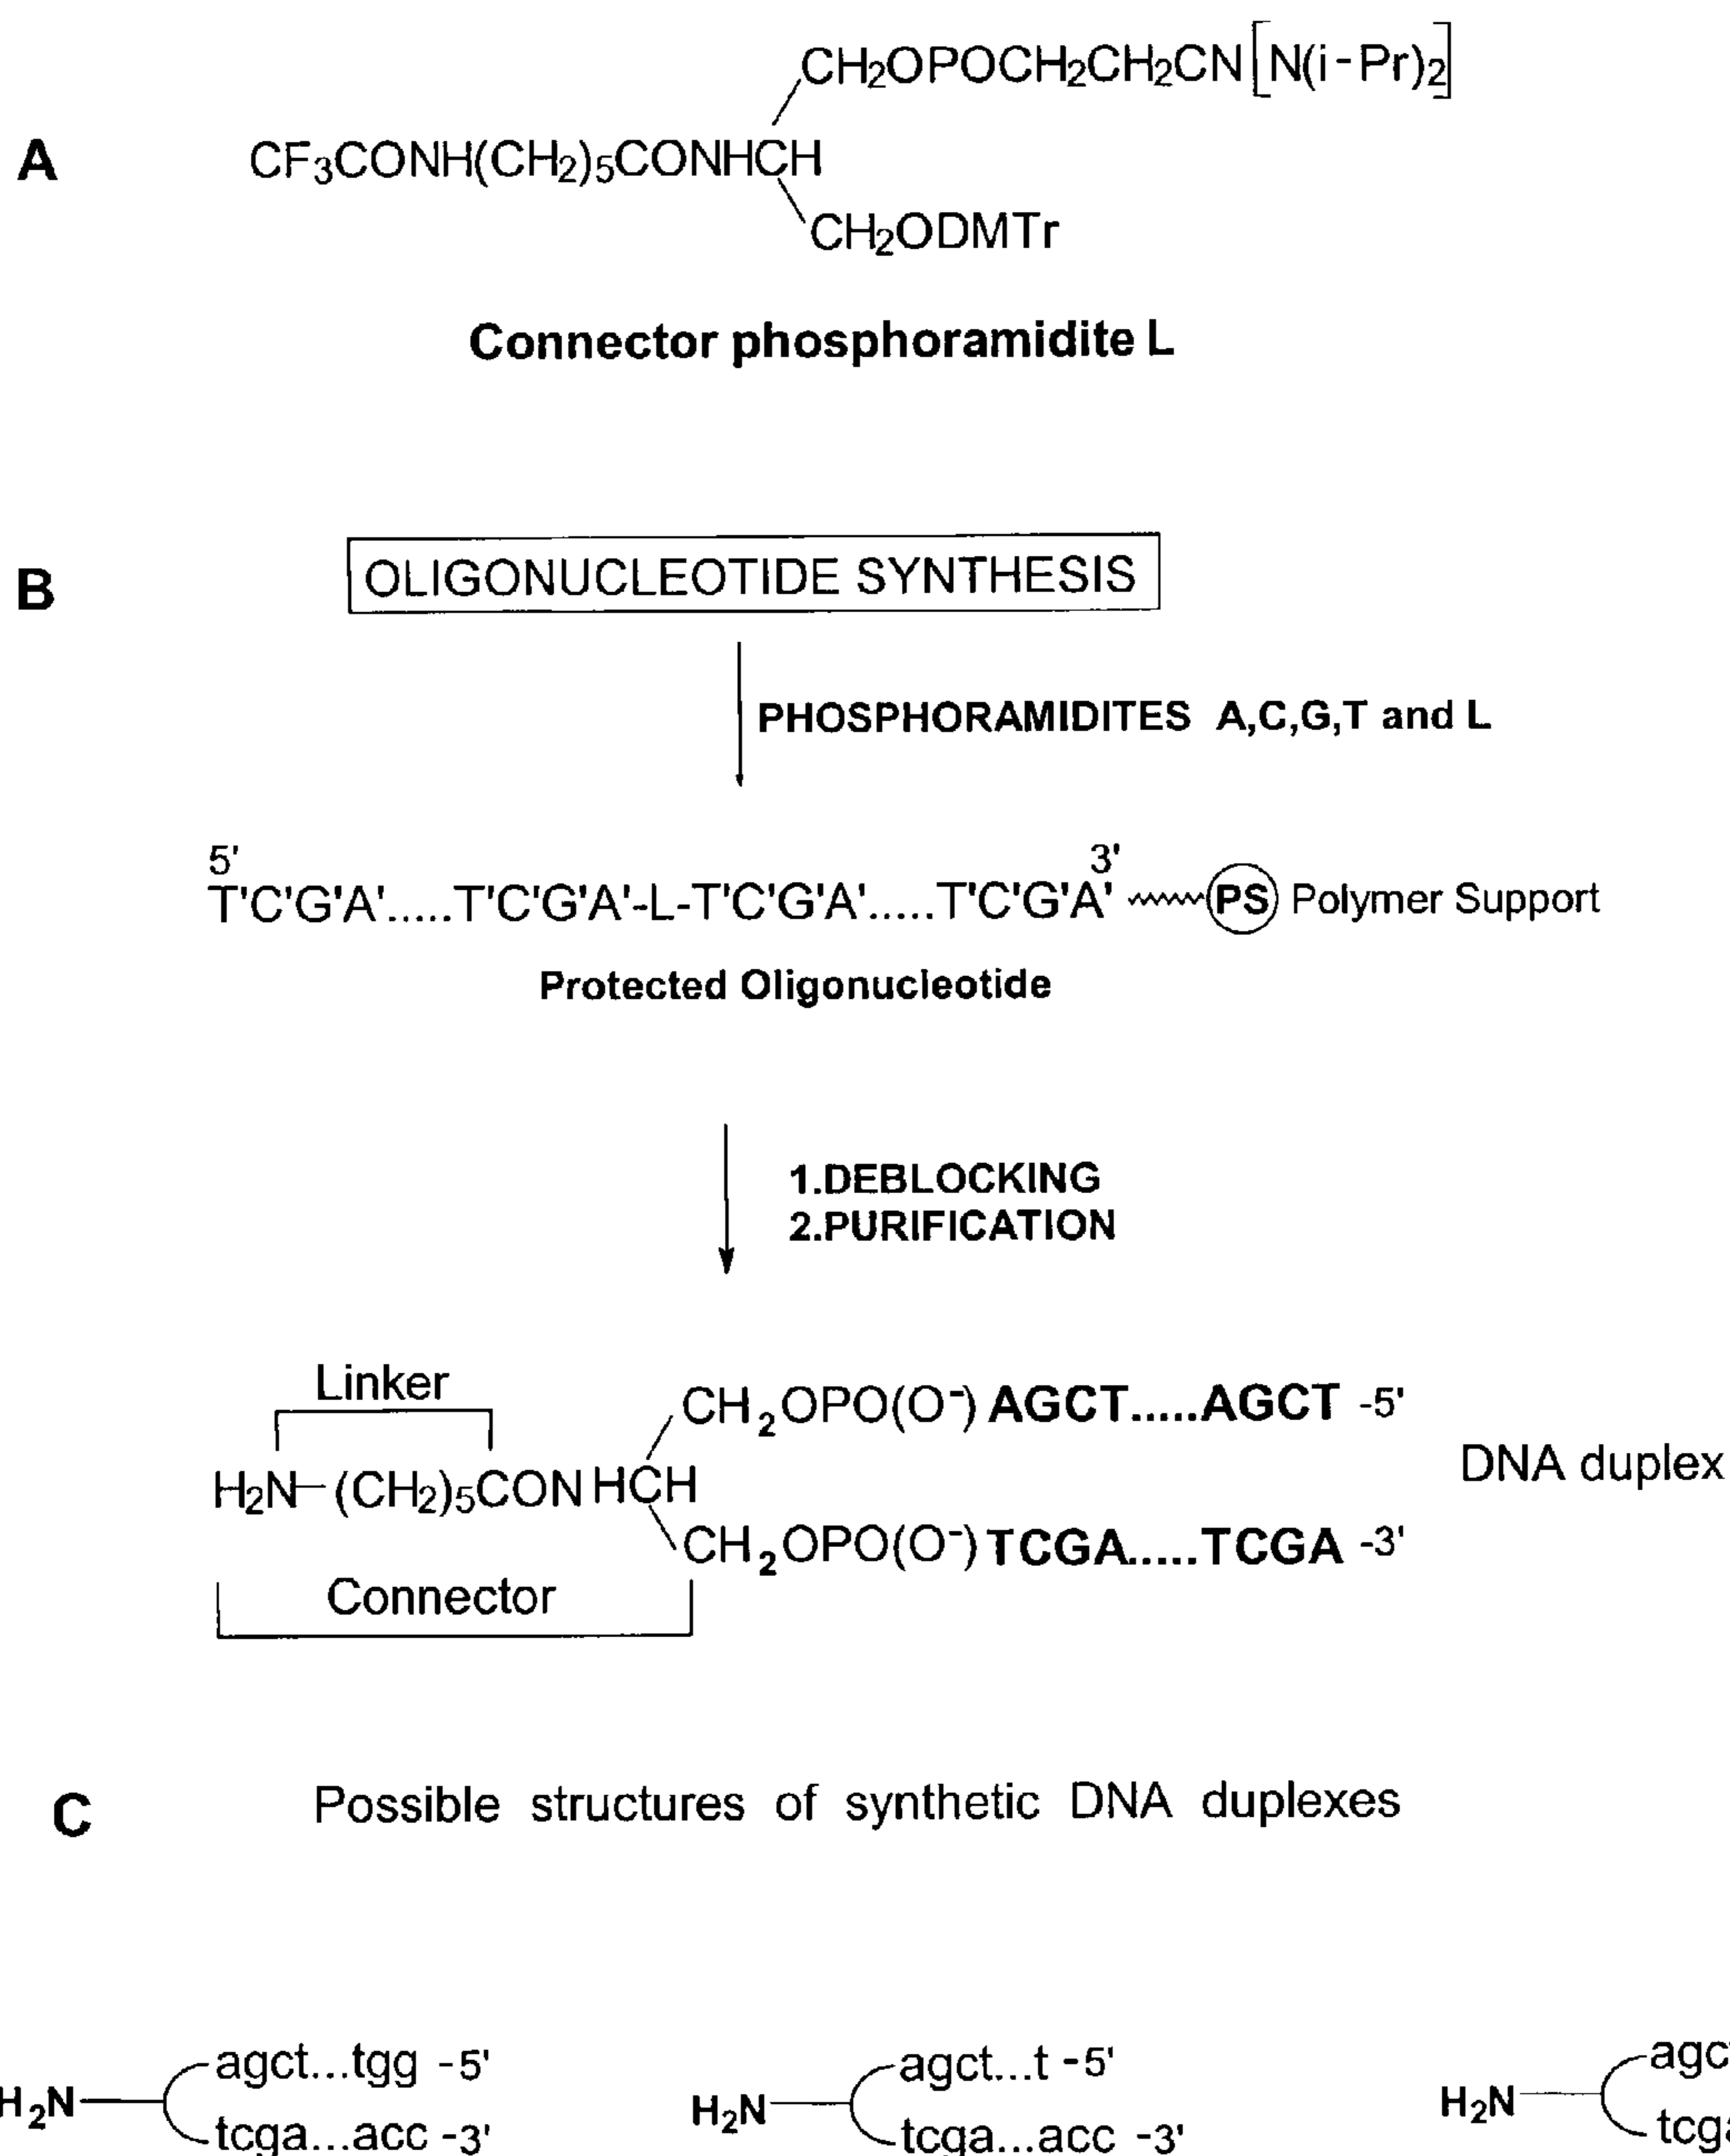 CH2OPOCH2CH2CN[N(i-Pr)2]
A
CF3CONH(CH2)5CONHCH
CH2ODMTr
Connector phosphoramidite L
B
OLIGONUCLEOTIDE SYNTHESIS
PHOSPHORAMIDITES A,C,G,T and L
5' 3'
T'C'G'A'.....T'C'G'A'-L-T'C'G'A'.....T'C'G'A' PS Polymer Support
Protected Oligonucleotide
1.DEBLOCKING
2.PURIFICATION
Linker
CH2OPO(O-)AGCT.....AGCT -5'
H2N-(CH2)5CONHCH
DNA duplex
CH2OPO(O-)TCGA.....TCGA -3'
Connector
C
Possible structures of synthetic DNA duplexes
agct...tgg -5' agct...t -5' agc
H2N H2N H2N
tcga...acc -3' tcga...acc -3' tcg